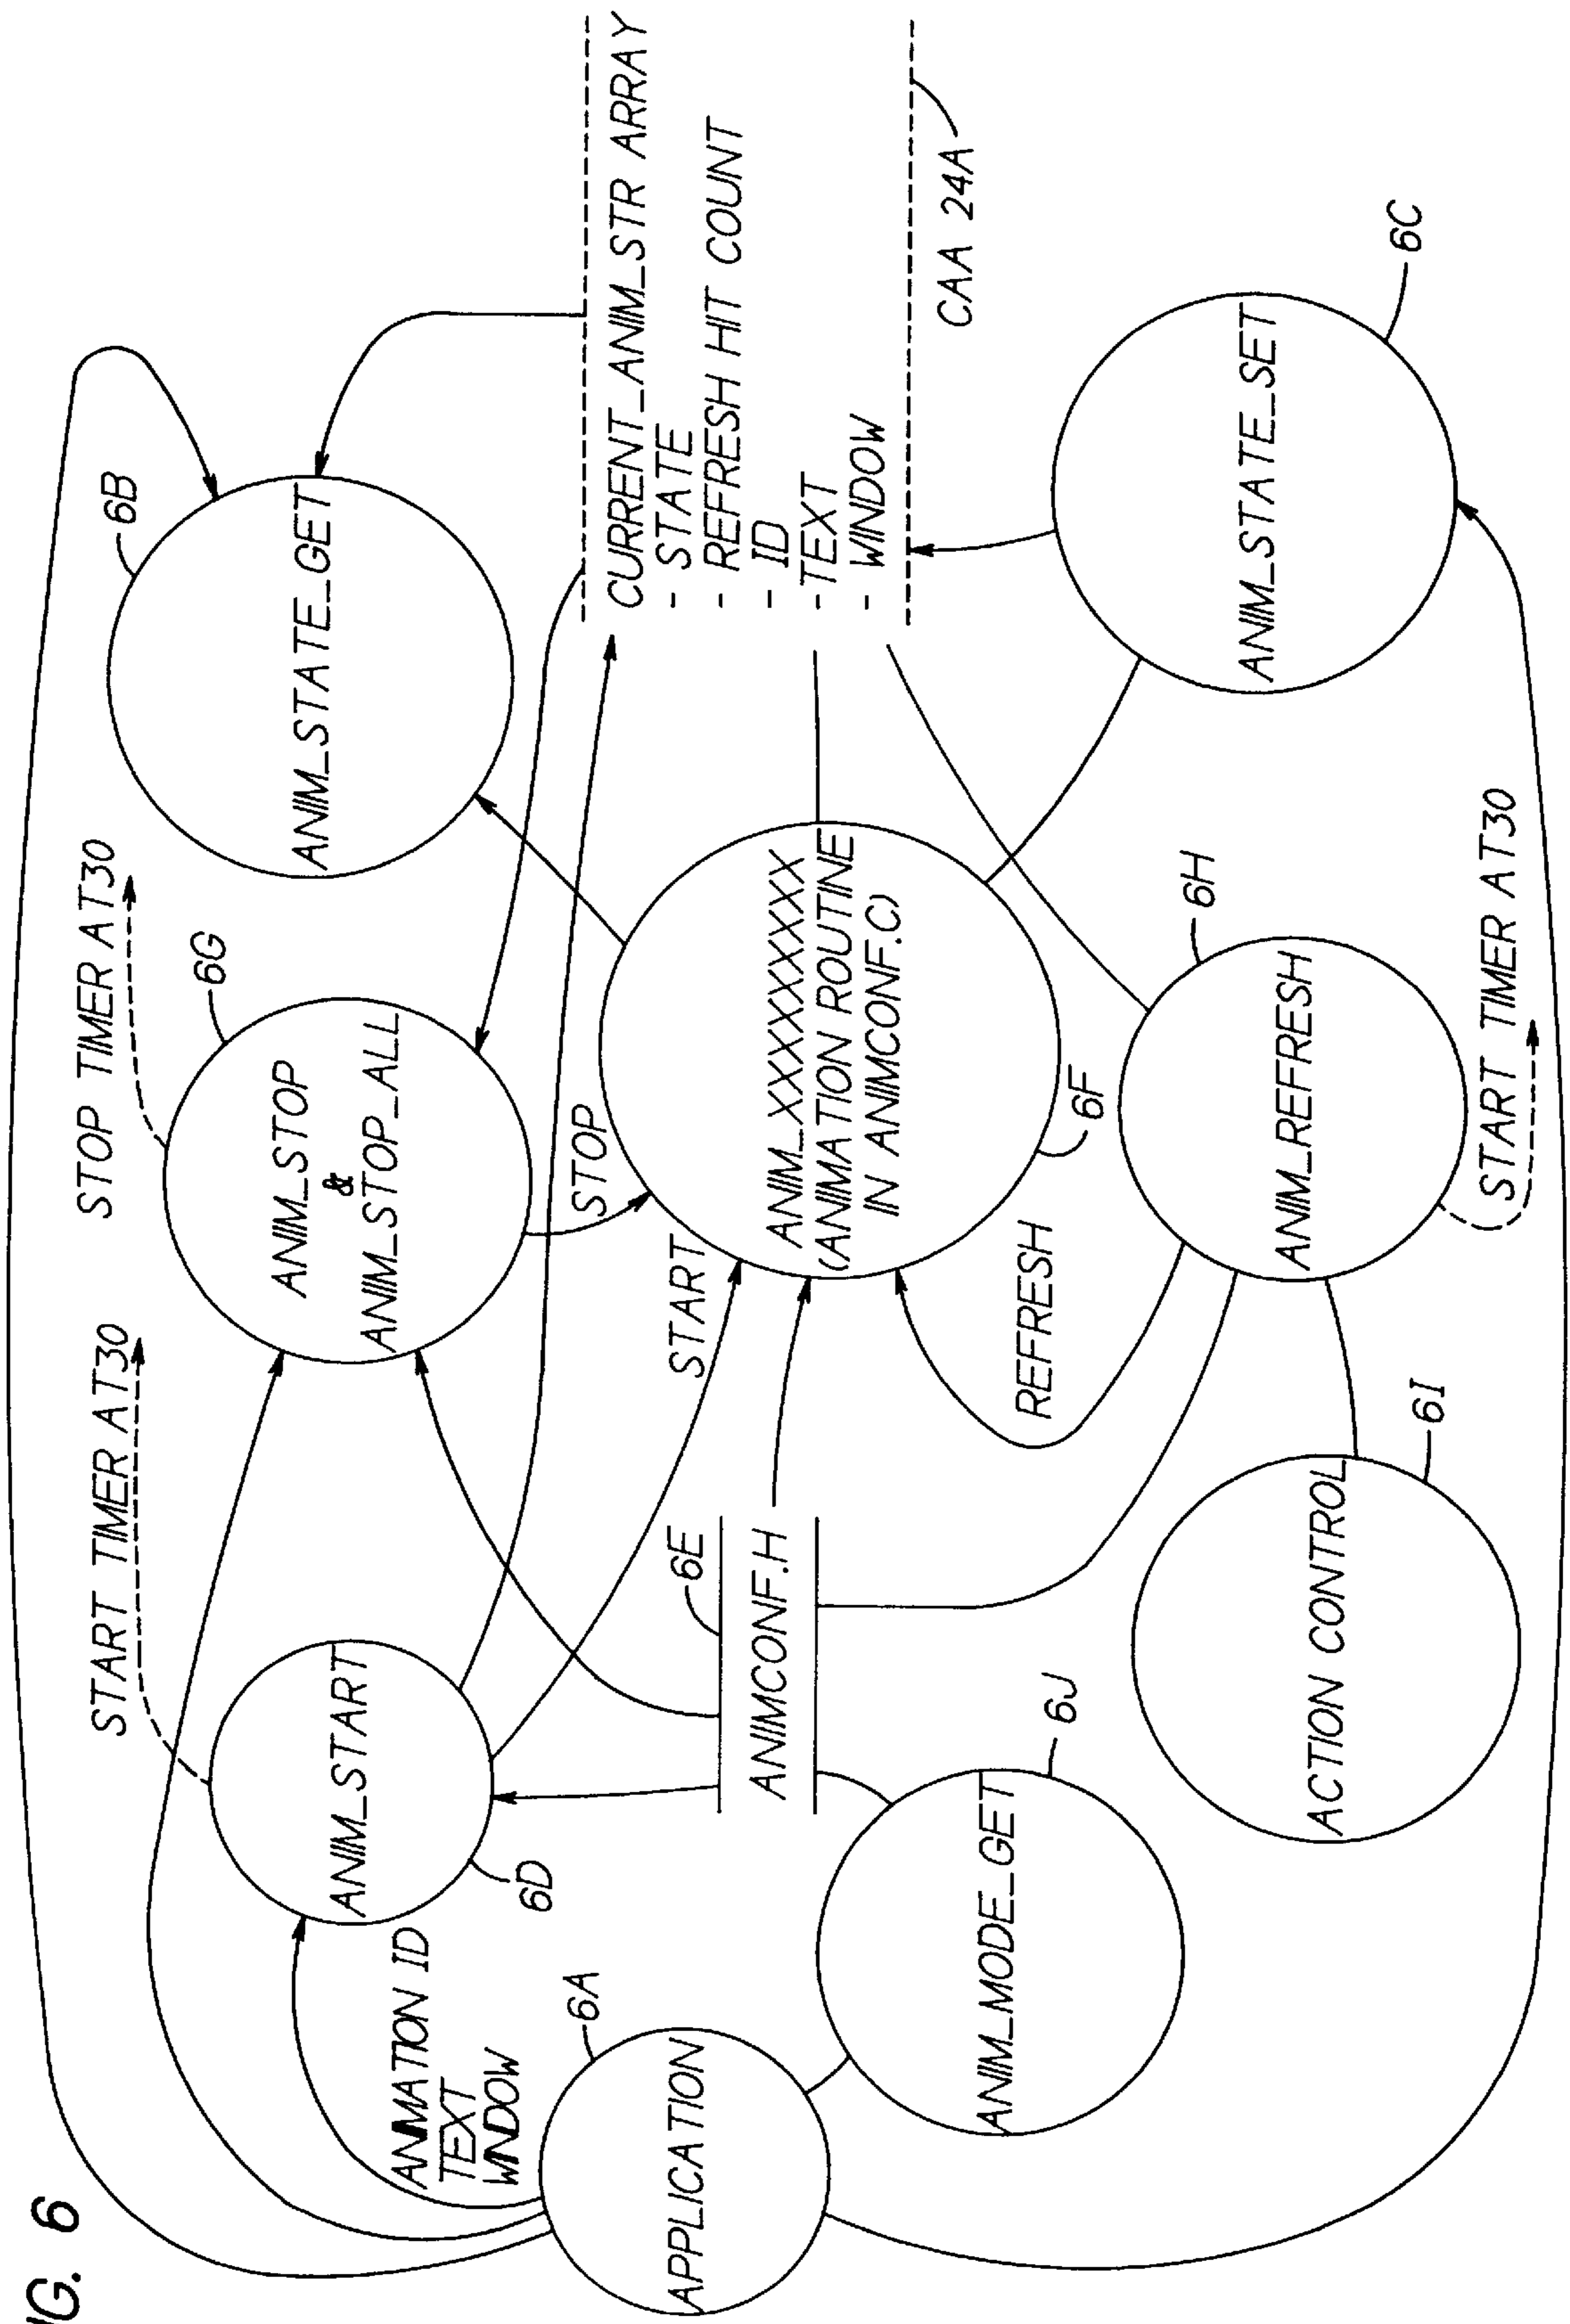 FIG. 6
START TIMER AT30
STOP TIMER AT30
6B
ANIM_STATE_GET
6G
ANIM_STOP
&
ANIM_STOP_ALL
ANIM_START
6D
ANIMATION ID
TEXT
WINDOW
6A
APPLICATION
STOP
START
CURRENT_ANIM_STR ARRAY
- STATE
- REFRESH HIT COUNT
- ID
- TEXT
- WINDOW
CAA 24A
6E
ANIMCONF.H
ANIM_XXXXXXXXXX
(ANIMATION ROUTINE
IN ANIMCONF.C)
6F
REFRESH
6J
ANIM_MODE_GET
6H
ANIM_REFRESH
START TIMER AT30
6I
ACTION CONTROL
ANIM_STATE_SET
6C